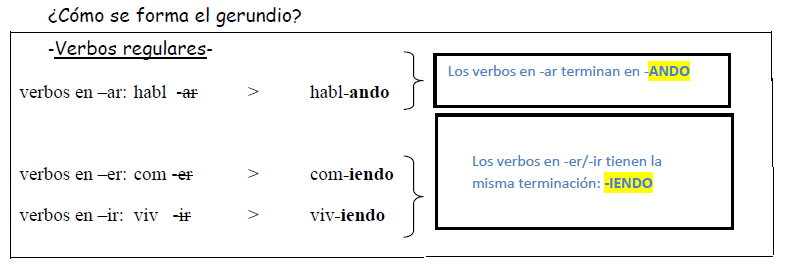 ¿Cómo se forma el gerundio?
-Verbos regulares-
Los verbos en -ar terminan en -ANDO
verbos en –ar: habl -ar > habl-ando
Los verbos en -er/-ir tienen la
misma terminación: -IENDO
verbos en –er: com -er > com-iendo
verbos en –ir: viv -ir > viv-iendo